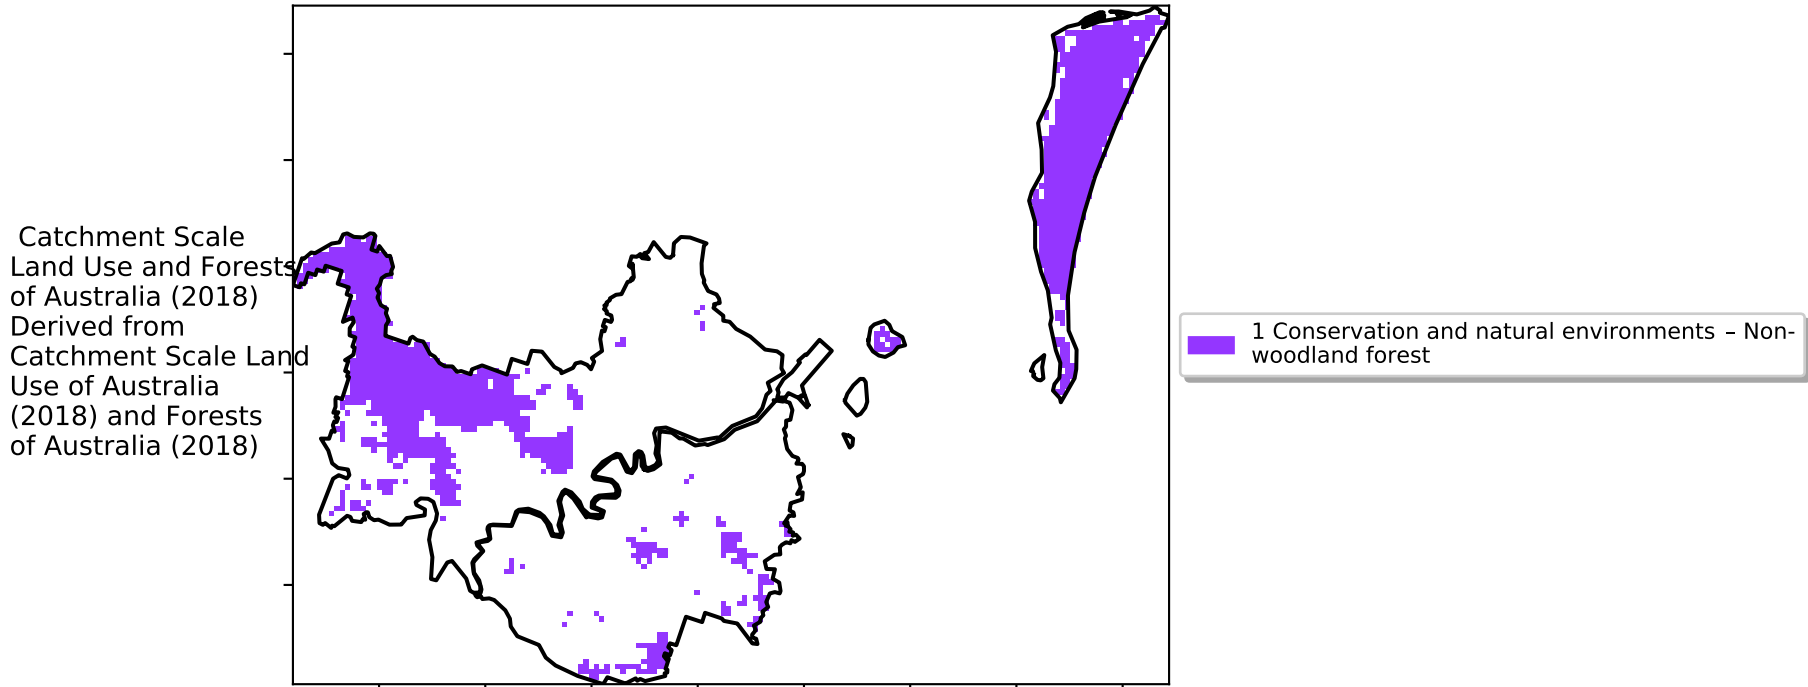 Catchment Scale
Land Use and Forests
of Australia (2018)
Derived from
Catchment Scale Land
Use of Australia
(2018) and Forests
of Australia (2018)
1 Conservation and natural environments – Non-
woodland forest